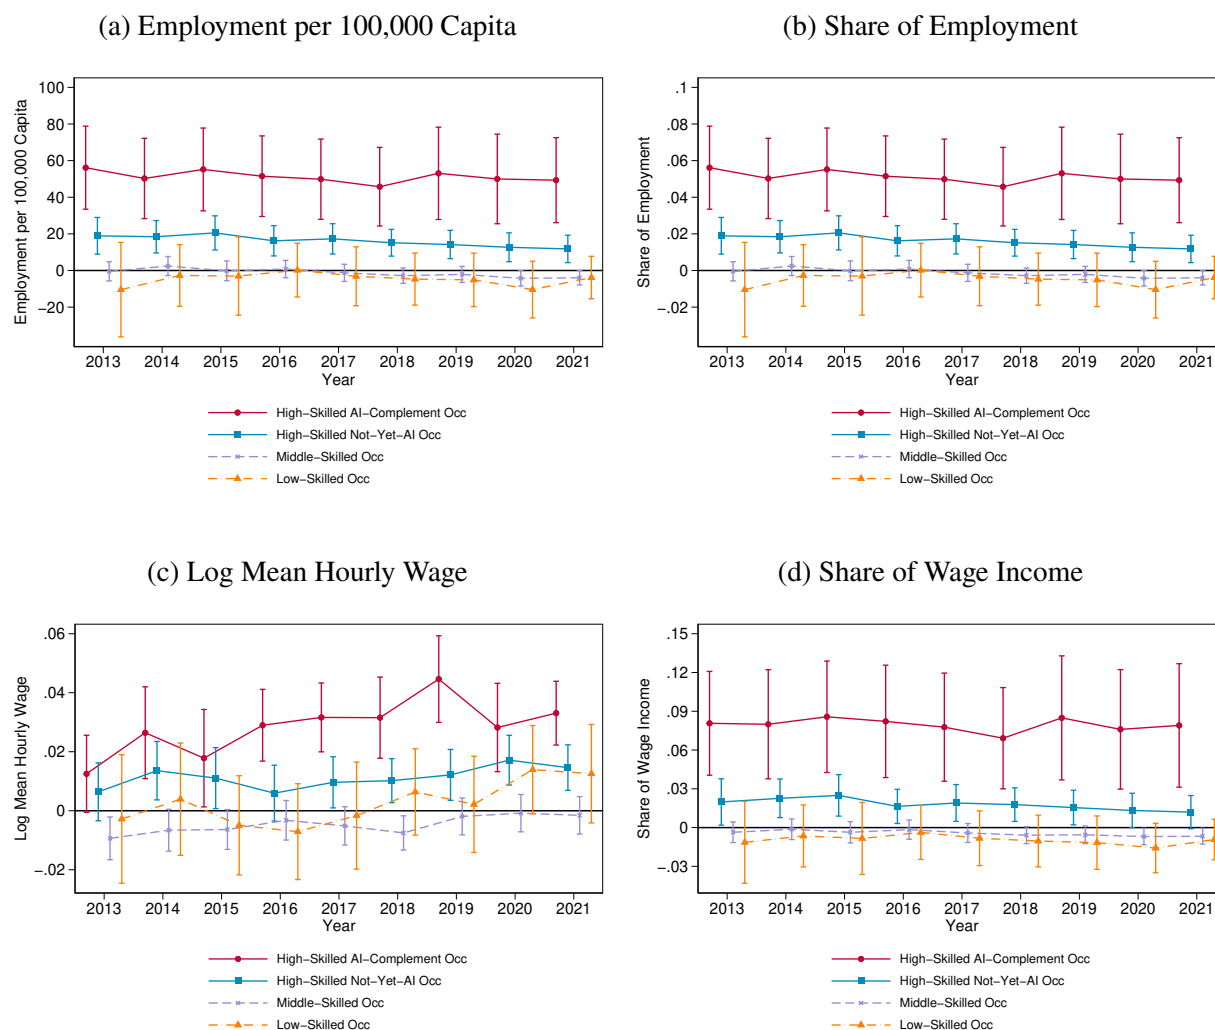 (a) Employment per 100,000 Capita
Employment per 100,000 Capita
100
80
60
40
20
0
−20
2013 2014 2015 2016 2017 2018 2019 2020 2021
Year
High−Skilled AI−Complement Occ
High−Skilled Not−Yet−AI Occ
Middle−Skilled Occ
Low−Skilled Occ
(b) Share of Employment
Share of Employment
.1
.08
.06
.04
.02
0
−.02
2013 2014 2015 2016 2017 2018 2019 2020 2021
Year
High−Skilled AI−Complement Occ
High−Skilled Not−Yet−AI Occ
Middle−Skilled Occ
Low−Skilled Occ
(c) Log Mean Hourly Wage
Log Mean Hourly Wage
.06
.04
.02
0
−.02
2013 2014 2015 2016 2017 2018 2019 2020 2021
Year
High−Skilled AI−Complement Occ
High−Skilled Not−Yet−AI Occ
Middle−Skilled Occ
Low−Skilled Occ
(d) Share of Wage Income
Share of Wage Income
.15
.12
.09
.06
.03
0
−.03
2013 2014 2015 2016 2017 2018 2019 2020 2021
Year
High−Skilled AI−Complement Occ
High−Skilled Not−Yet−AI Occ
Middle−Skilled Occ
Low−Skilled Occ